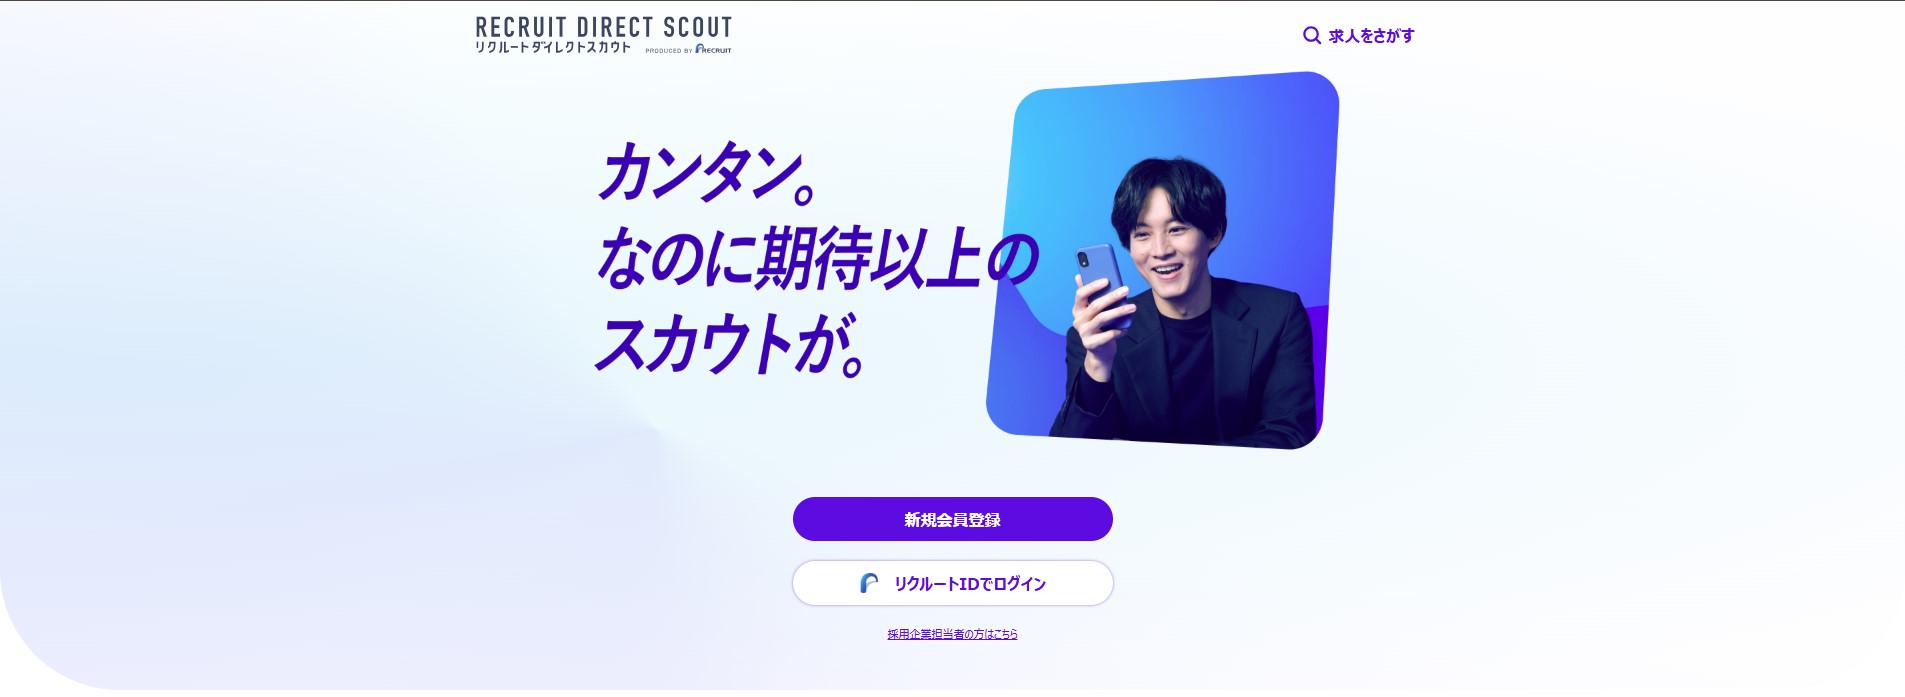 RECRUIT DIRECT SCOUT
リクルートダイレクトスカウト PRODUCED BY RECRUIT
求人をさがす
カンタン。
なのに期待以上の
スカウトが。
新規会員登録
リクルートIDでログイン
採用企業担当者の方はこちら